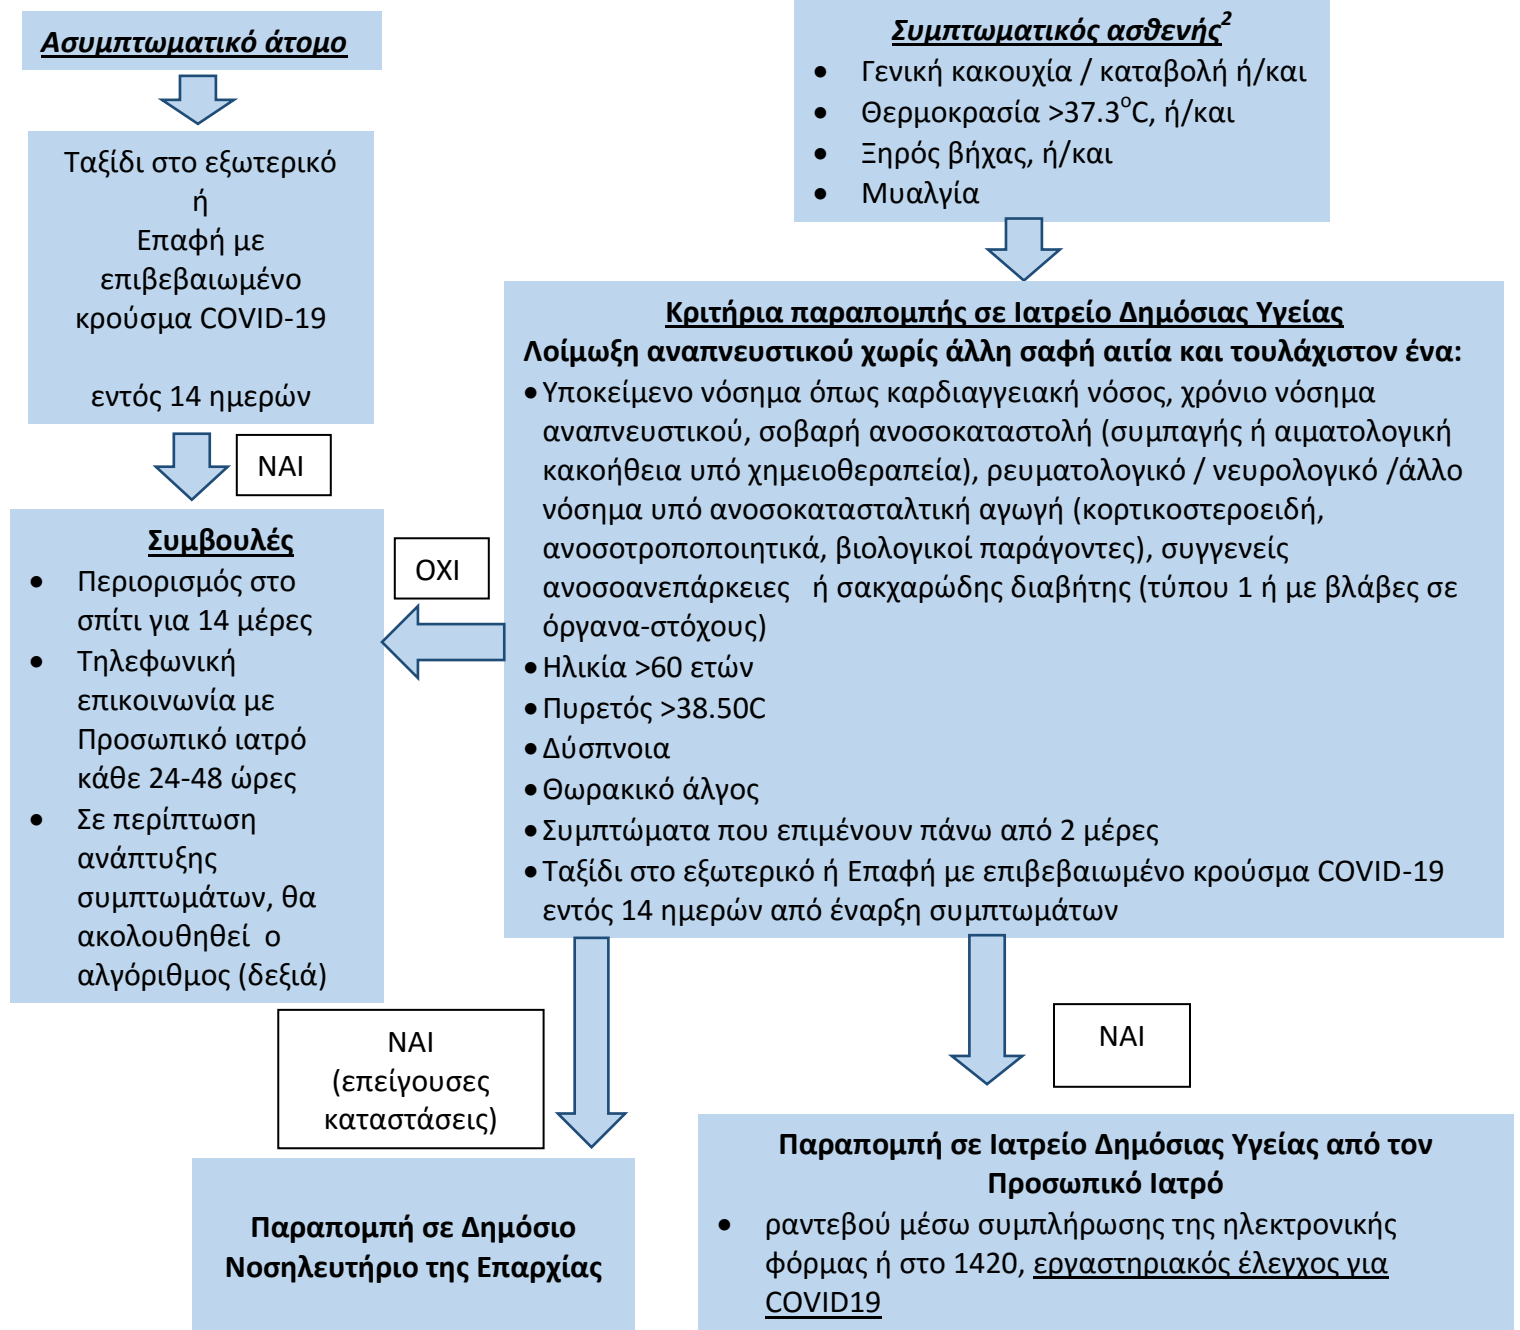 Ασυμπτωματικό άτομο
Ταξίδι στο εξωτερικό
ή
Επαφή με
επιβεβαιωμένο
κρούσμα COVID-19
εντός 14 ημερών
ΝΑΙ
Συμβουλές
• Περιορισμός στο
σπίτι για 14 μέρες
• Τηλεφωνική
επικοινωνία με
Προσωπικό ιατρό
κάθε 24-48 ώρες
• Σε περίπτωση
ανάπτυξης
συμπτωμάτων, θα
ακολουθηθεί ο
αλγόριθμος (δεξιά)
Συμπτωματικός ασθενής2
• Γενική κακουχία / καταβολή ή/και
• Θερμοκρασία >37.3οC, ή/και
• Ξηρός βήχας, ή/και
• Μυαλγία
Κριτήρια παραπομπής σε Ιατρείο Δημόσιας Υγείας
Λοίμωξη αναπνευστικού χωρίς άλλη σαφή αιτία και τουλάχιστον ένα:
• Υποκείμενο νόσημα όπως καρδιαγγειακή νόσος, χρόνιο νόσημα
αναπνευστικού, σοβαρή ανοσοκαταστολή (συμπαγής ή αιματολογική
κακοήθεια υπό χημειοθεραπεία), ρευματολογικό / νευρολογικό /άλλο
νόσημα υπό ανοσοκατασταλτική αγωγή (κορτικοστεροειδή,
ανοσοτροποποιητικά, βιολογικοί παράγοντες), συγγενείς
ανοσοανεπάρκειες ή σακχαρώδης διαβήτης (τύπου 1 ή με βλάβες σε
όργανα-στόχους)
• Ηλικία >60 ετών
• Πυρετός >38.50C
• Δύσπνοια
• Θωρακικό άλγος
• Συμπτώματα που επιμένουν πάνω από 2 μέρες
• Ταξίδι στο εξωτερικό ή Επαφή με επιβεβαιωμένο κρούσμα COVID-19
εντός 14 ημερών από έναρξη συμπτωμάτων
ΟΧΙ
ΝΑΙ
(επείγουσες
καταστάσεις)
Παραπομπή σε Δημόσιο
Νοσηλευτήριο της Επαρχίας
ΝΑΙ
Παραπομπή σε Ιατρείο Δημόσιας Υγείας από τον
Προσωπικό Ιατρό
• ραντεβού μέσω συμπλήρωσης της ηλεκτρονικής
φόρμας ή στο 1420, εργαστηριακός έλεγχος για
COVID19